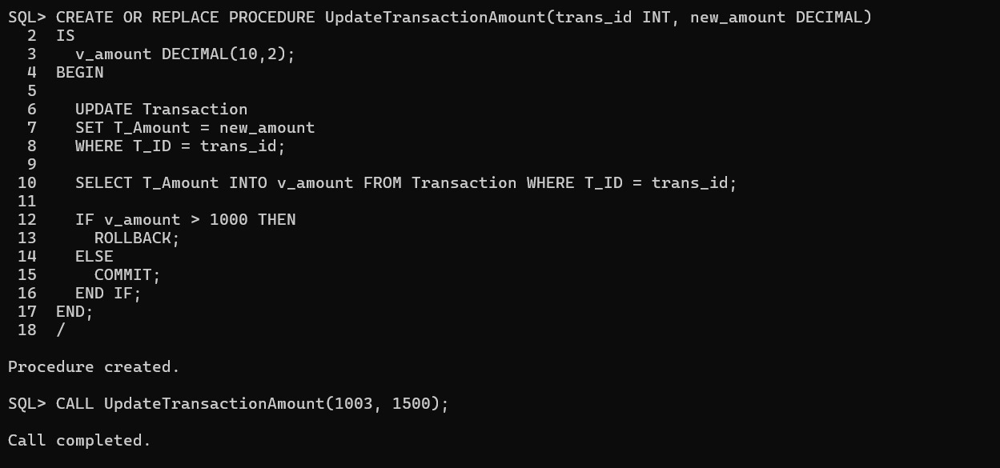 SQL> CREATE OR REPLACE PROCEDURE UpdateTransactionAmount(trans_id INT, new_amount DECIMAL)
  2  IS
  3    v_amount DECIMAL(10,2);
  4  BEGIN
  5
  6    UPDATE Transaction
  7    SET T_Amount = new_amount
  8    WHERE T_ID = trans_id;
  9
 10    SELECT T_Amount INTO v_amount FROM Transaction WHERE T_ID = trans_id;
 11
 12    IF v_amount > 1000 THEN
 13      ROLLBACK;
 14    ELSE
 15      COMMIT;
 16    END IF;
 17  END;
 18  /
Procedure created.
SQL> CALL UpdateTransactionAmount(1003, 1500);
Call completed.